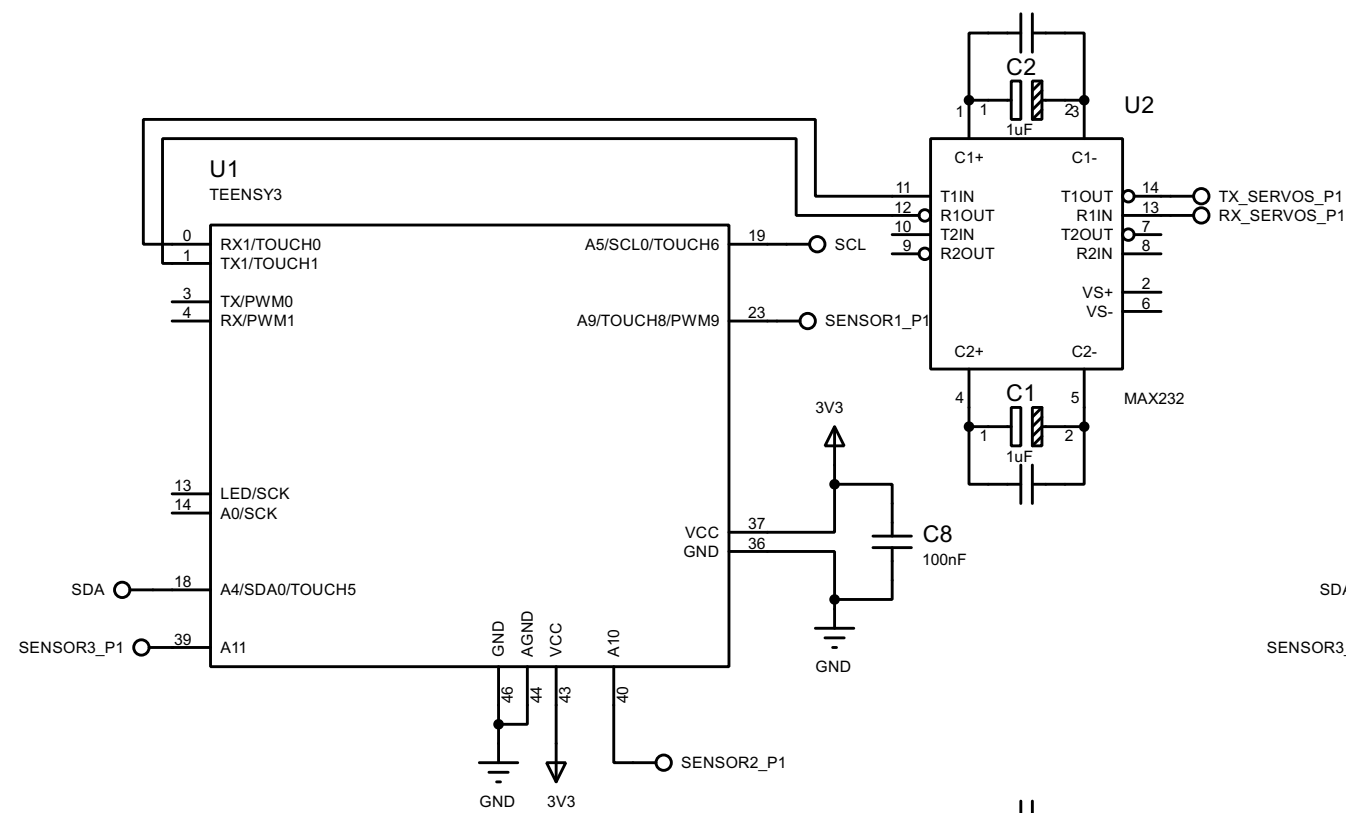 C2
1
1
2
3
1uF
U2
C1+
C1-
U1
TEENSY3
11
T1IN
T1OUT
14
TX_SERVOS_P1
12
R1OUT
R1IN
13
RX_SERVOS_P1
10
T2IN
T2OUT
7
9
R2OUT
R2IN
8
VS+
2
VS-
6
C2+
C2-
0
RX1/TOUCH0
A5/SCL0/TOUCH6
19
SCL
1
TX1/TOUCH1
3
TX/PWM0
4
RX/PWM1
A9/TOUCH8/PWM9
23
SENSOR1_P1
4
C1
5
MAX232
1
2
1uF
3V3
13
LED/SCK
14
A0/SCK
VCC
37
GND
36
C8
100nF
SDA
18
A4/SDA0/TOUCH5
SENSOR3_P1
39
A11
GND
AGND
VCC
A10
46
44
43
40
GND
SENSOR2_P1
GND
3V3
SDA
SENSOR3_